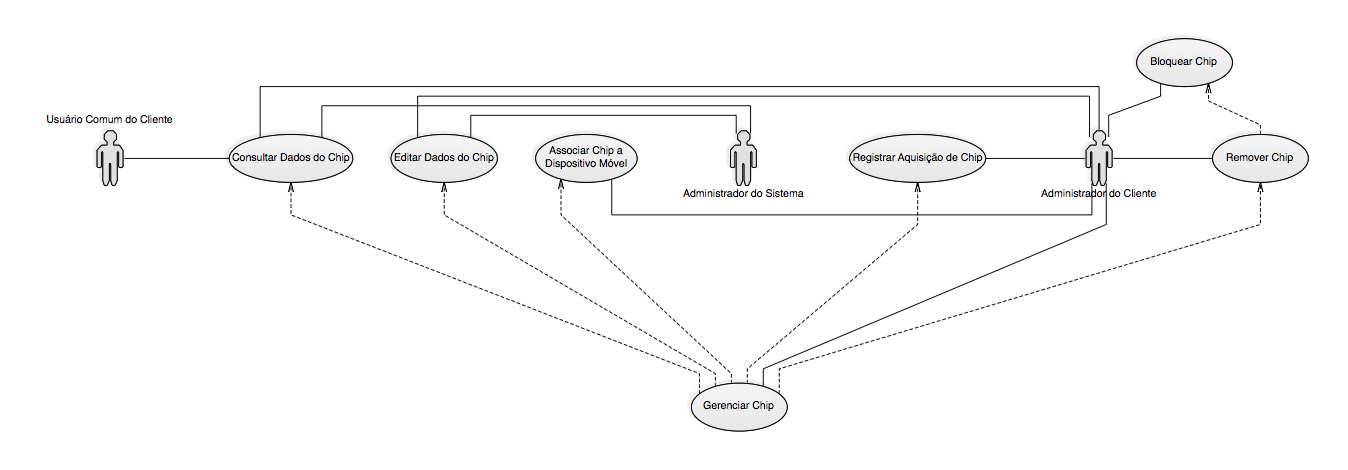 Bloquear Chip
Usuário Comum do Cliente
Consultar Dados do Chip
Editar Dados do Chip
Associar Chip a
Dispositivo Móvel
Registrar Aquisição de Chip
Remover Chip
Administrador do Sistema
Administrador do Cliente
Gerenciar Chip